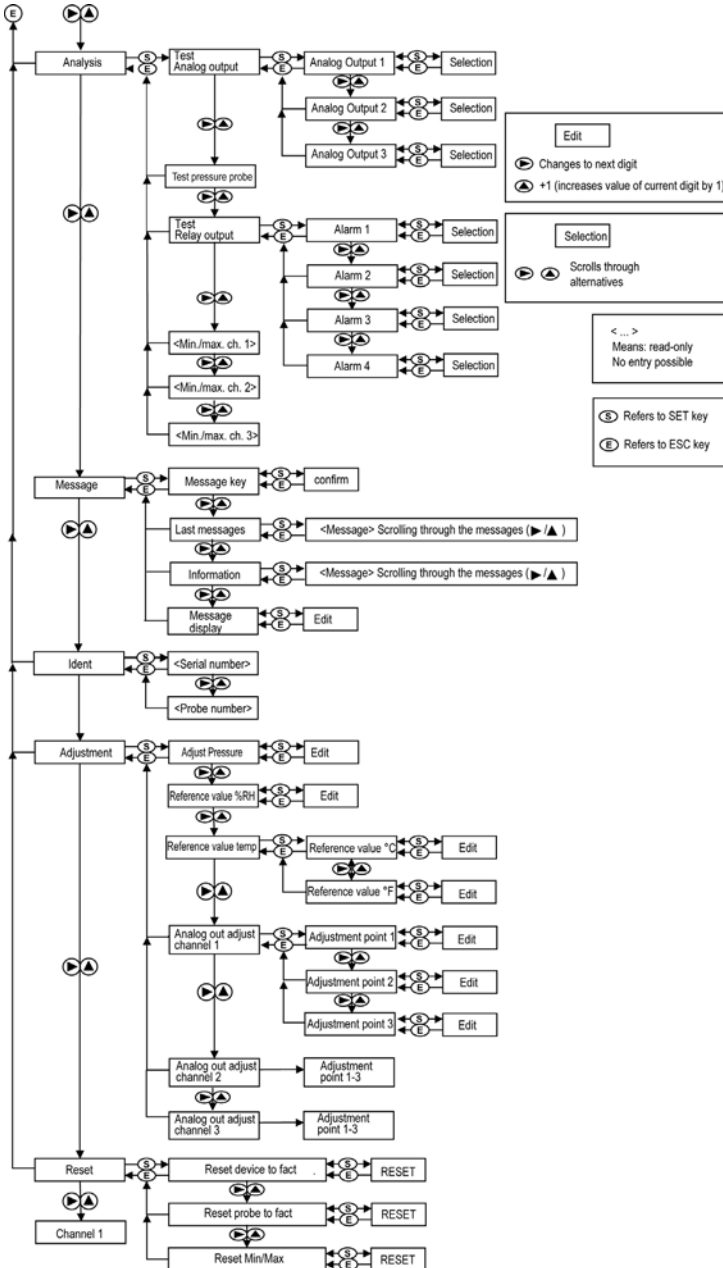 E
Analysis
S
E
Test
Analog output
S
E
Analog Output 1
S
E
Selection
Analog Output 2
S
E
Selection
Analog Output 3
S
E
Selection
Test pressure probe
Test
Relay output
S
E
Alarm 1
S
E
Selection
Alarm 2
S
E
Selection
Alarm 3
S
E
Selection
Alarm 4
S
E
Selection
<Min./max. ch. 1>
<Min./max. ch. 2>
<Min./max. ch. 3>
Edit
Changes to next digit
+1 (increases value of current digit by 1)
Selection
Scrolls through
alternatives
< ... >
Means: read-only
No entry possible
S Refers to SET key
E Refers to ESC key
Message
S
E
Message key
S
E
confirm
Last messages
S
E
<Message> Scrolling through the messages (▶/▲ )
Information
S
E
<Message> Scrolling through the messages (▶/▲ )
Message
display
S
E
Edit
Ident
S
E
<Serial number>
<Probe number>
Adjustment
S
E
Adjust Pressure
S
E
Edit
Reference value %RH
S
E
Edit
Reference value temp
S
E
Reference value °C
S
E
Edit
Reference value °F
S
E
Edit
Analog out adjust
channel 1
S
E
Adjustment point 1
S
E
Edit
Adjustment point 2
S
E
Edit
Adjustment point 3
S
E
Edit
Analog out adjust
channel 2
Adjustment
point 1-3
Analog out adjust
channel 3
Adjustment
point 1-3
Reset
S
E
Reset device to fact .
S
E
RESET
Reset probe to fact
S
E
RESET
Reset Min/Max
S
E
RESET
Channel 1